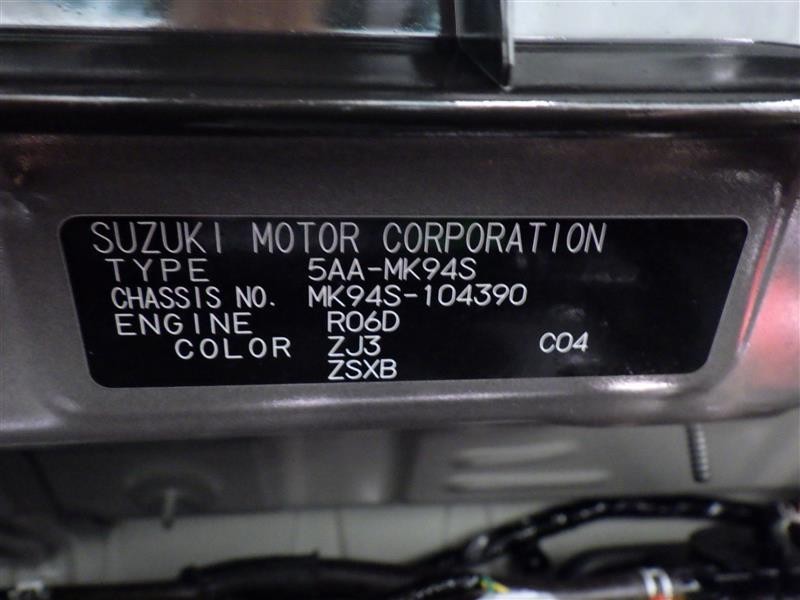 SUZUKI MOTOR CORPORATION
TYPE 5AA-MK94S
CHASSIS NO. MK94S-104390
ENGINE R06D
COLOR ZJ3 C04
ZSXB